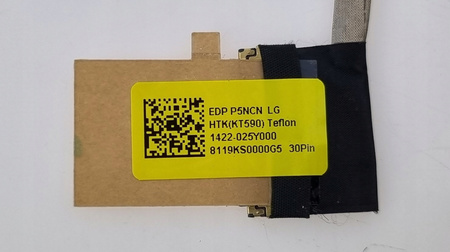 EDP P5NCN LG
HTK(KT590) Teflon
1422-025Y000
8119KS0000G5 30Pin